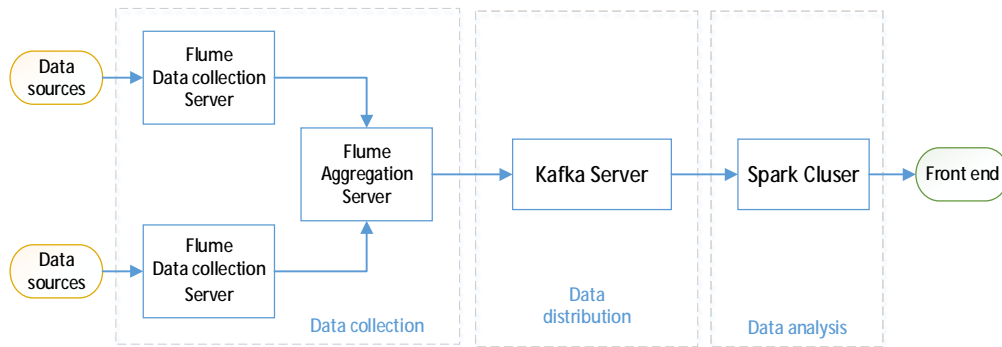 Data
sources
Flume
Data collection
Server
Flume
Aggregation
Server
Data
sources
Flume
Data collection
Server
Data collection
Kafka Server
Data
distribution
Spark Cluser
Data analysis
Front end